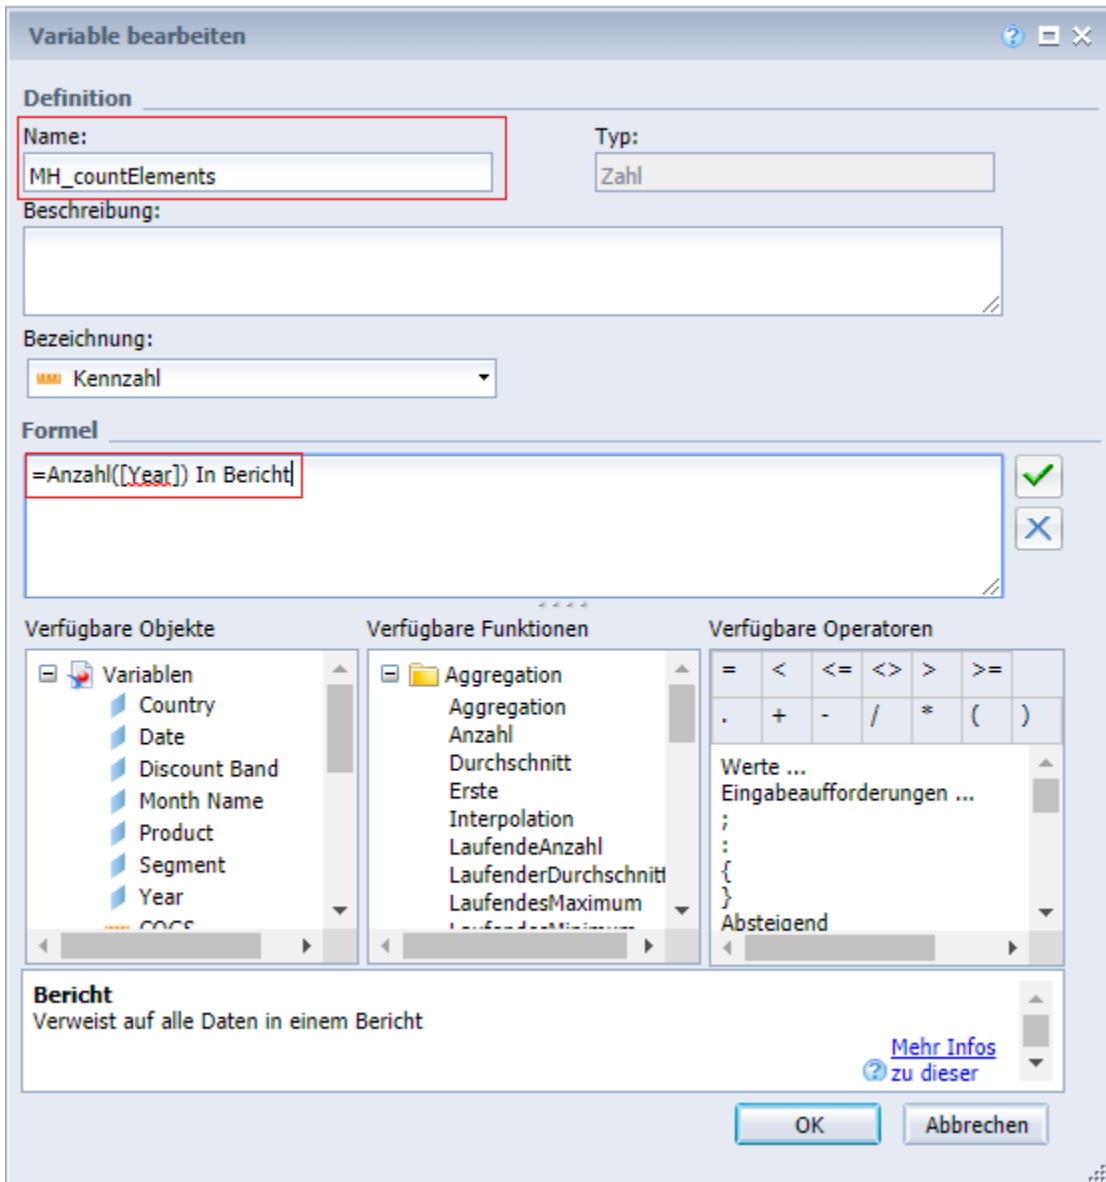 Variable bearbeiten
Definition
Name:
Typ:
MH_countElements
Zahl
Beschreibung:
Bezeichnung:
Kennzahl
Formel
=Anzahl([Year]) In Bericht
Verfügbare Objekte
Verfügbare Funktionen
Verfügbare Operatoren
Variablen
Country
Date
Discount Band
Month Name
Product
Segment
Year
COGS
Aggregation
Aggregation
Anzahl
Durchschnitt
Erste
Interpolation
LaufendeAnzahl
LaufenderDurchschnitt
LaufendesMaximum
LaufendesMinimum
= < <= <> > >=
. + - / * ( )
Werte ...
Eingabeaufforderungen ...
;
:
{
}
Absteigend
Bericht
Verweist auf alle Daten in einem Bericht
Mehr Infos
zu dieser
OK
Abbrechen